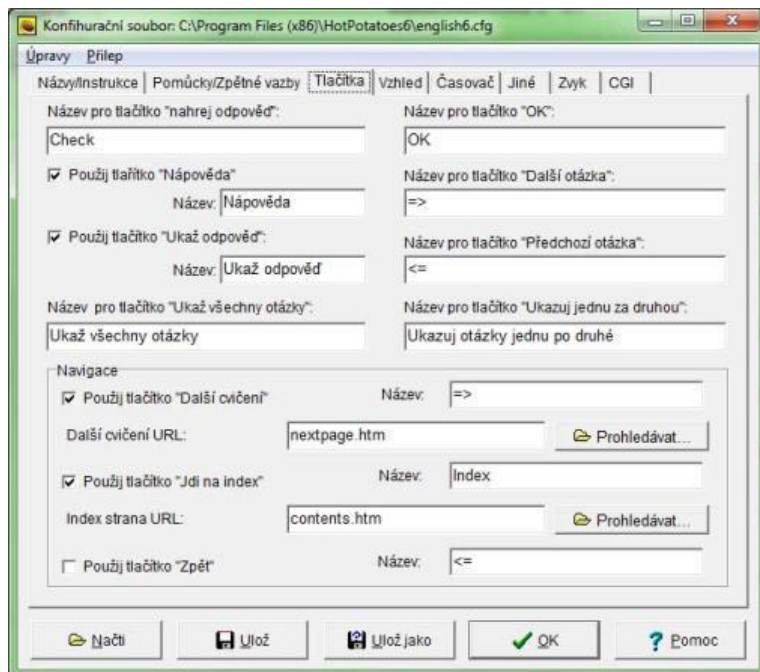 Konfihurační soubor: C:\Program Files (x86)\HotPotatoes6\english6.cfg
Úpravy Přilep
Názvy/Instrukce Pomůcky/Zpětné vazby Tlačítka Vzhled Časovač Jiné Zvyk CGI
Název pro tlačítko "nahrej odpověď": Název pro tlačítko "OK":
Check OK
Použij tlařítko "Nápověda" Název pro tlačítko "Další otázka":
Název: Nápověda =>
Použij tlačítko "Ukaž odpověď": Název pro tlačítko "Předchozí otázka":
Název: Ukaž odpověď <=
Název pro tlačítko "Ukaž všechny otázky": Název pro tlačítko "Ukazuj jednu za druhou":
Ukaž všechny otázky Ukazuj otázky jednu po druhé
Navigace
Použij tlačítko "Další cvičení" Název: =>
Další cvičení URL: nextpage.htm Prohledávat...
Použij tlačítko "Jdi na index" Název: Index
Index strana URL: contents.htm Prohledávat...
Použij tlačítko "Zpět" Název: <=
Načti Ulož Ulož jako OK Pomoc